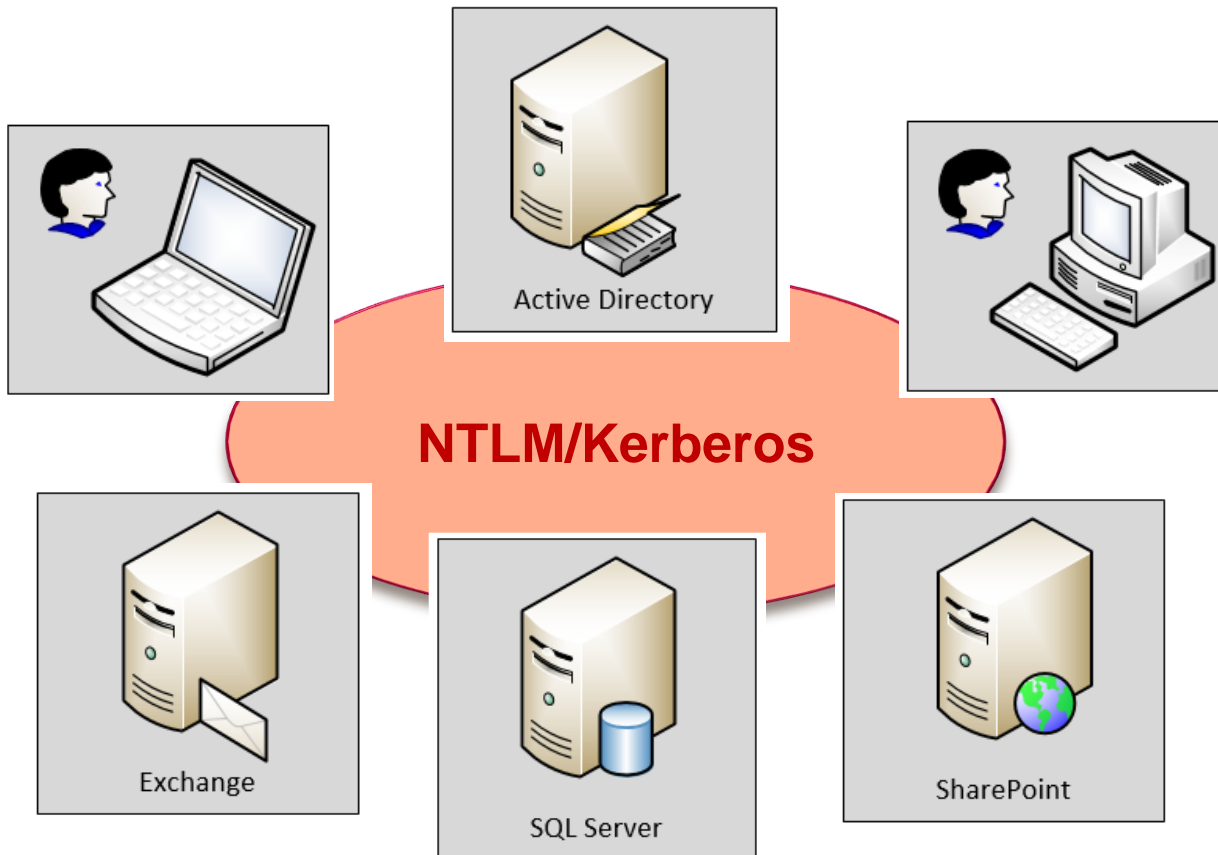 Active Directory
NTLM/Kerberos
Exchange
SQL Server
SharePoint